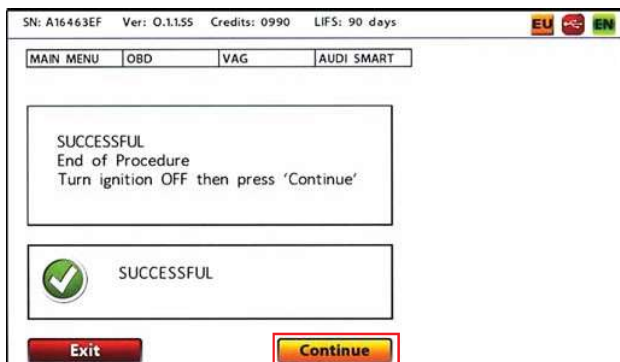 SN: A16463EF Ver: 0.1.1.55 Credits: 0990 LIFS: 90 days EU EN
MAIN MENU OBD VAG AUDI SMART
SUCCESSFUL
End of Procedure
Turn ignition OFF then press ‘Continue’
SUCCESSFUL
Exit Continue